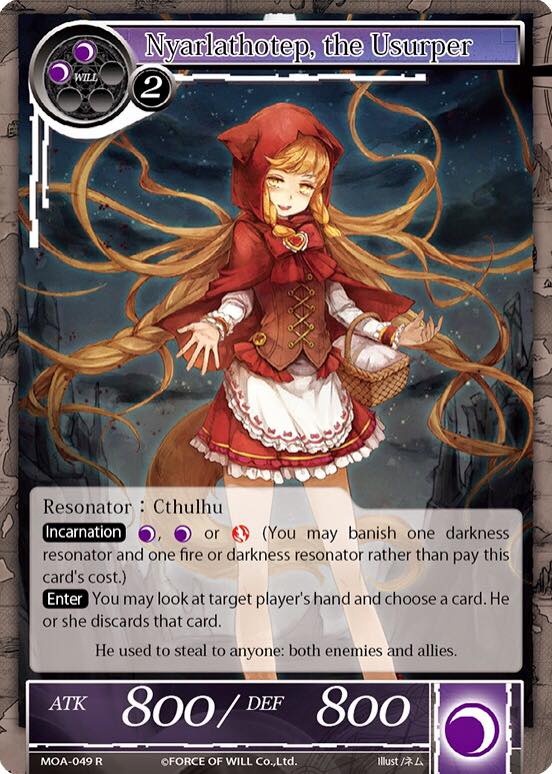 Nyarlathotep, the Usurper
WILL
2
Resonator : Cthulhu
Incarnation , or (You may banish one darkness
resonator and one fire or darkness resonator rather than pay this
card's cost.)
Enter You may look at target player's hand and choose a card. He
or she discards that card.
He used to steal to anyone: both enemies and allies.
ATK 800 / DEF 800
MOA-049 R ©FORCE OF WILL Co.,Ltd. Illust /ネム